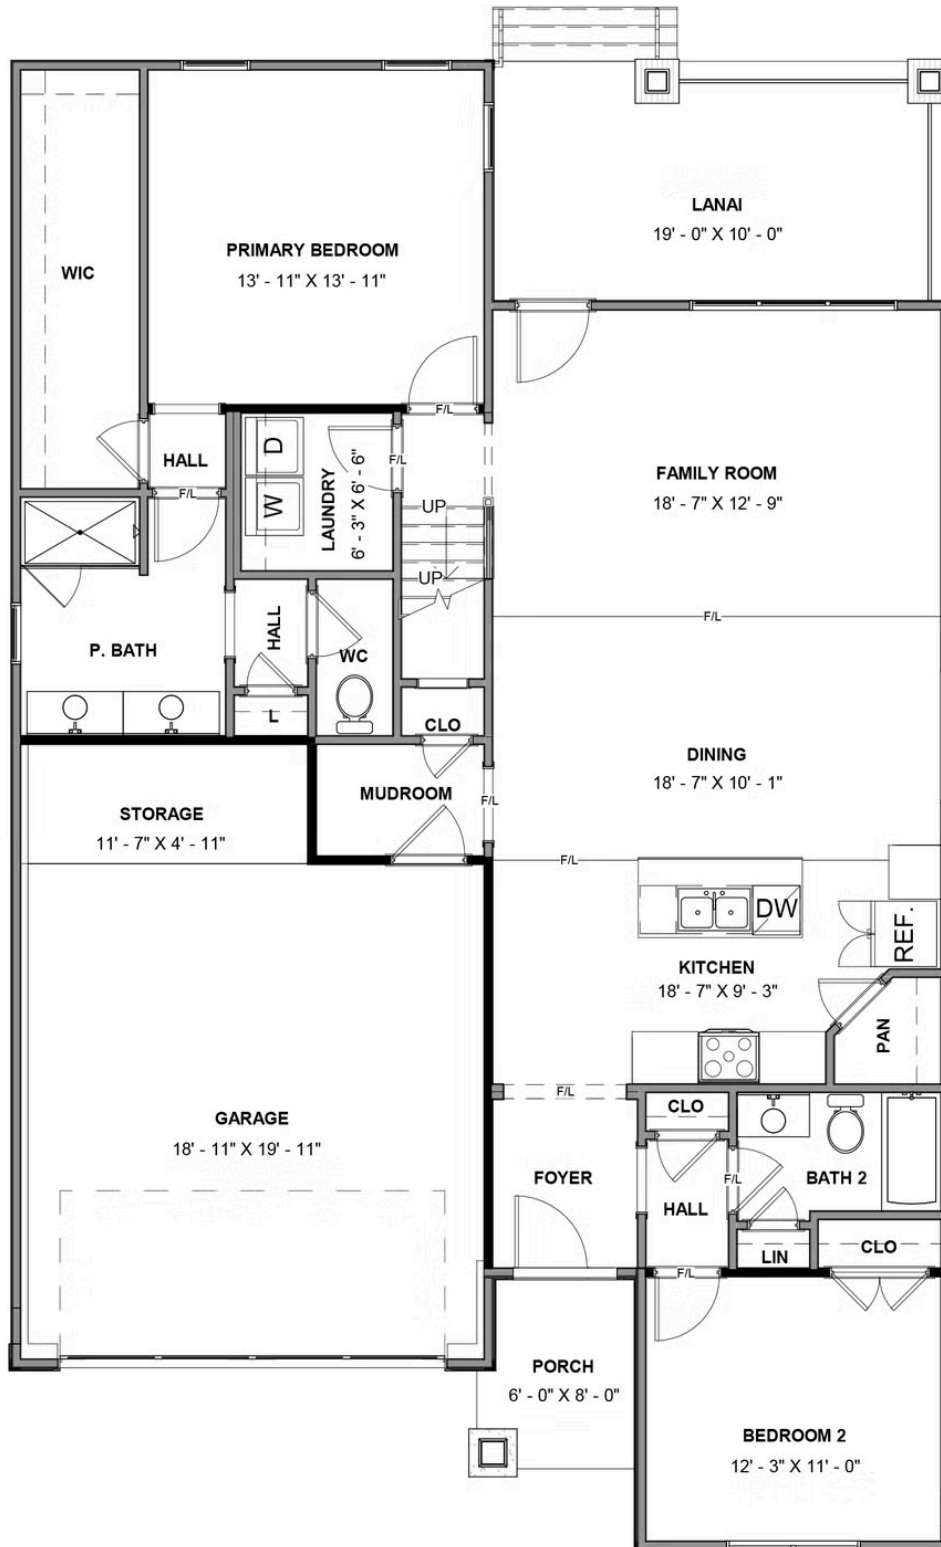 LANAI
19' - 0" X 10' - 0"
PRIMARY BEDROOM
13' - 11" X 13' - 11"
WIC
F/L
HALL
F/L
D
W
LAUNDRY
6' - 3" X 6' - 6"
F/L
FAMILY ROOM
18' - 7" X 12' - 9"
UP
UP
F/L
P. BATH
HALL
WC
L
CLO
DINING
18' - 7" X 10' - 1"
MUDROOM
F/L
STORAGE
11' - 7" X 4' - 11"
F/L
DW
REF.
KITCHEN
18' - 7" X 9' - 3"
PAN
F/L
CLO
GARAGE
18' - 11" X 19' - 11"
FOYER
F/L
BATH 2
HALL
LIN
CLO
F/L
PORCH
6' - 0" X 8' - 0"
BEDROOM 2
12' - 3" X 11' - 0"